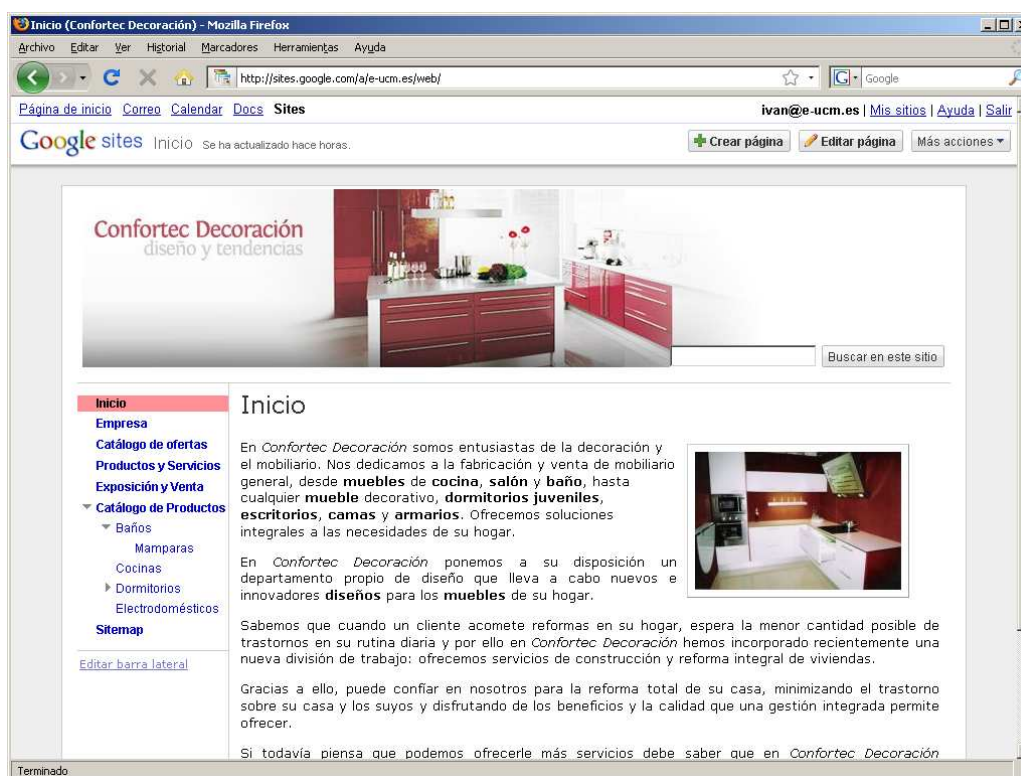 Inicio (Confortec Decoración) - Mozilla Firefox
Archivo Editar Ver Historial Marcadores Herramientas Ayuda
http://sites.google.com/a/e-ucm.es/web/
G Google
Página de inicio Correo Calendar Docs Sites
ivan@e-ucm.es | Mis sitios | Ayuda | Salir
Google sites Inicio Se ha actualizado hace horas.
Crear página Editar página Más acciones
Confortec Decoración
diseño y tendencias
Buscar en este sitio
Inicio
Empresa
Catálogo de ofertas
Productos y Servicios
Exposición y Venta
Catálogo de Productos
Baños
Mamparas
Cocinas
Dormitorios
Electrodomésticos
Sitemap
Editar barra lateral
Inicio
En Confortec Decoración somos entusiastas de la decoración y
el mobiliario. Nos dedicamos a la fabricación y venta de mobiliario
general, desde muebles de cocina, salón y baño, hasta
cualquier mueble decorativo, dormitorios juveniles,
escritorios, camas y armarios. Ofrecemos soluciones
integrales a las necesidades de su hogar.
En Confortec Decoración ponemos a su disposición un
departamento propio de diseño que lleva a cabo nuevos e
innovadores diseños para los muebles de su hogar.
Sabemos que cuando un cliente acomete reformas en su hogar, espera la menor cantidad posible de
trastornos en su rutina diaria y por ello en Confortec Decoración hemos incorporado recientemente una
nueva división de trabajo: ofrecemos servicios de construcción y reforma integral de viviendas.
Gracias a ello, puede confíar en nosotros para la reforma total de su casa, minimizando el trastorno
sobre su casa y los suyos y disfrutando de los beneficios y la calidad que una gestión integrada permite
ofrecer.
Si todavía piensa que podemos ofrecerle más servicios debe saber que en Confortec Decoración
Terminado